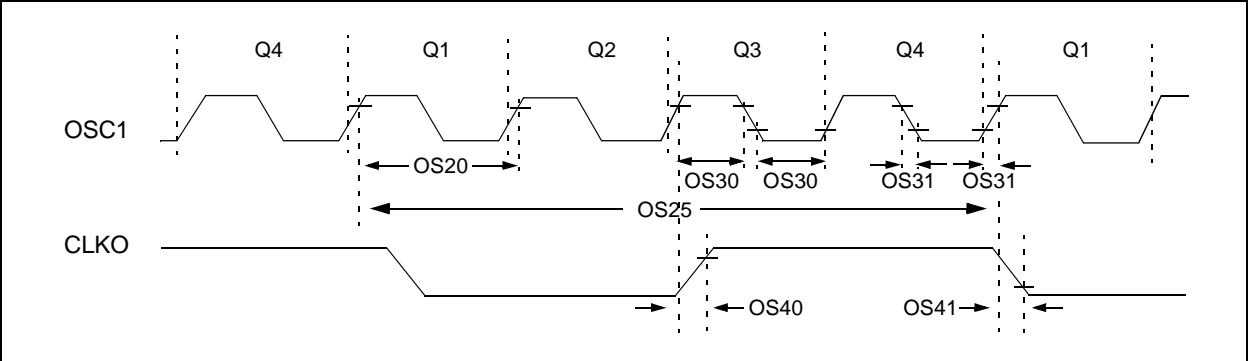 Q4 Q1 Q2 Q3 Q4 Q1
OSC1
OS20
OS30 OS30 OS31 OS31
OS25
CLKO
OS40 OS41